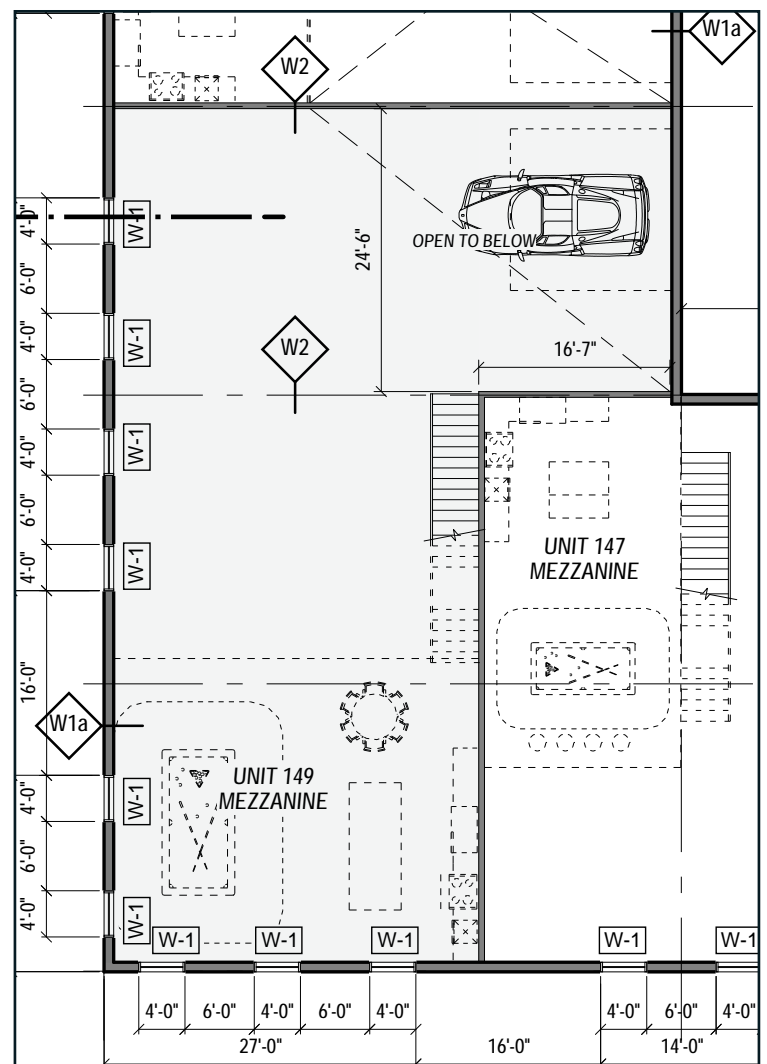 W2
W1a
4'-0"
W-1
OPEN TO BELOW
24'-6"
6'-0"
4'-0"
W-1
W2
16'-7"
6'-0"
4'-0"
W-1
6'-0"
4'-0"
W-1
UNIT 147
MEZZANINE
16'-0"
W1a
UNIT 149
MEZZANINE
4'-0"
W-1
6'-0"
4'-0"
W-1
W-1
W-1
W-1
W-1
W-1
4'-0"
6'-0"
4'-0"
6'-0"
4'-0"
4'-0"
6'-0"
4'-0"
27'-0"
16'-0"
14'-0"